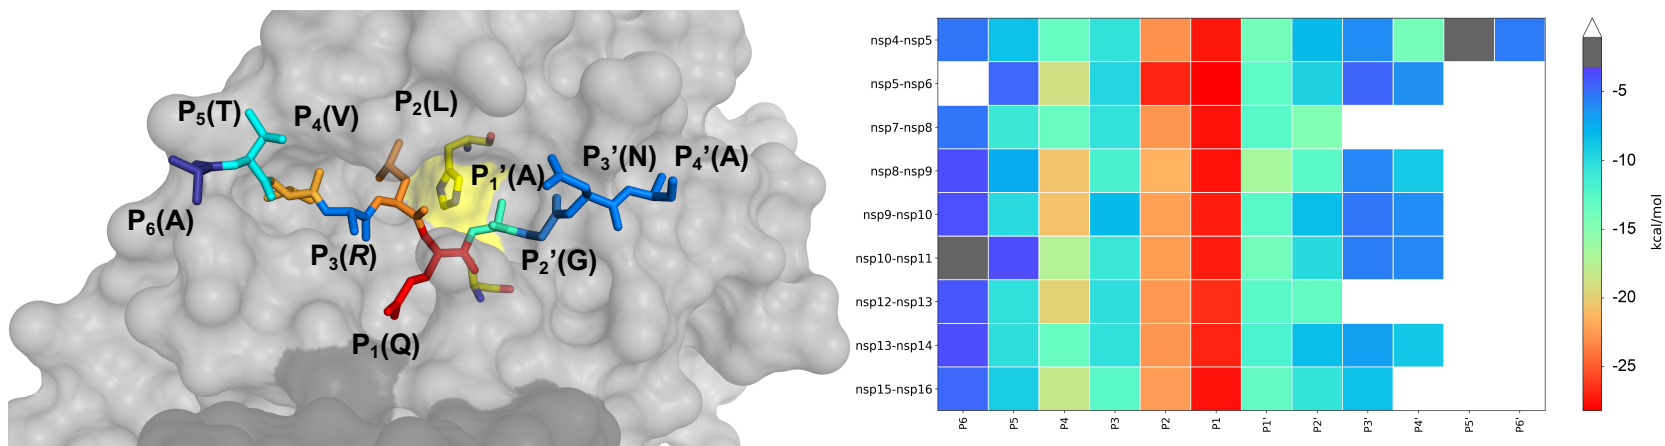 P₅(T)
P₄(V)
P₂(L)
P₁’(A)
P₃’(N)
P₄’(A)
P₆(A)
P₃(R)
P₂’(G)
P₁(Q)
nsp4-nsp5
nsp5-nsp6
nsp7-nsp8
nsp8-nsp9
nsp9-nsp10
nsp10-nsp11
nsp12-nsp13
nsp13-nsp14
nsp15-nsp16
P6 P5 P4 P3 P2 P1 P1' P2' P3' P4' P5' P6'
-5
-10
-15
-20
-25
kcal/mol